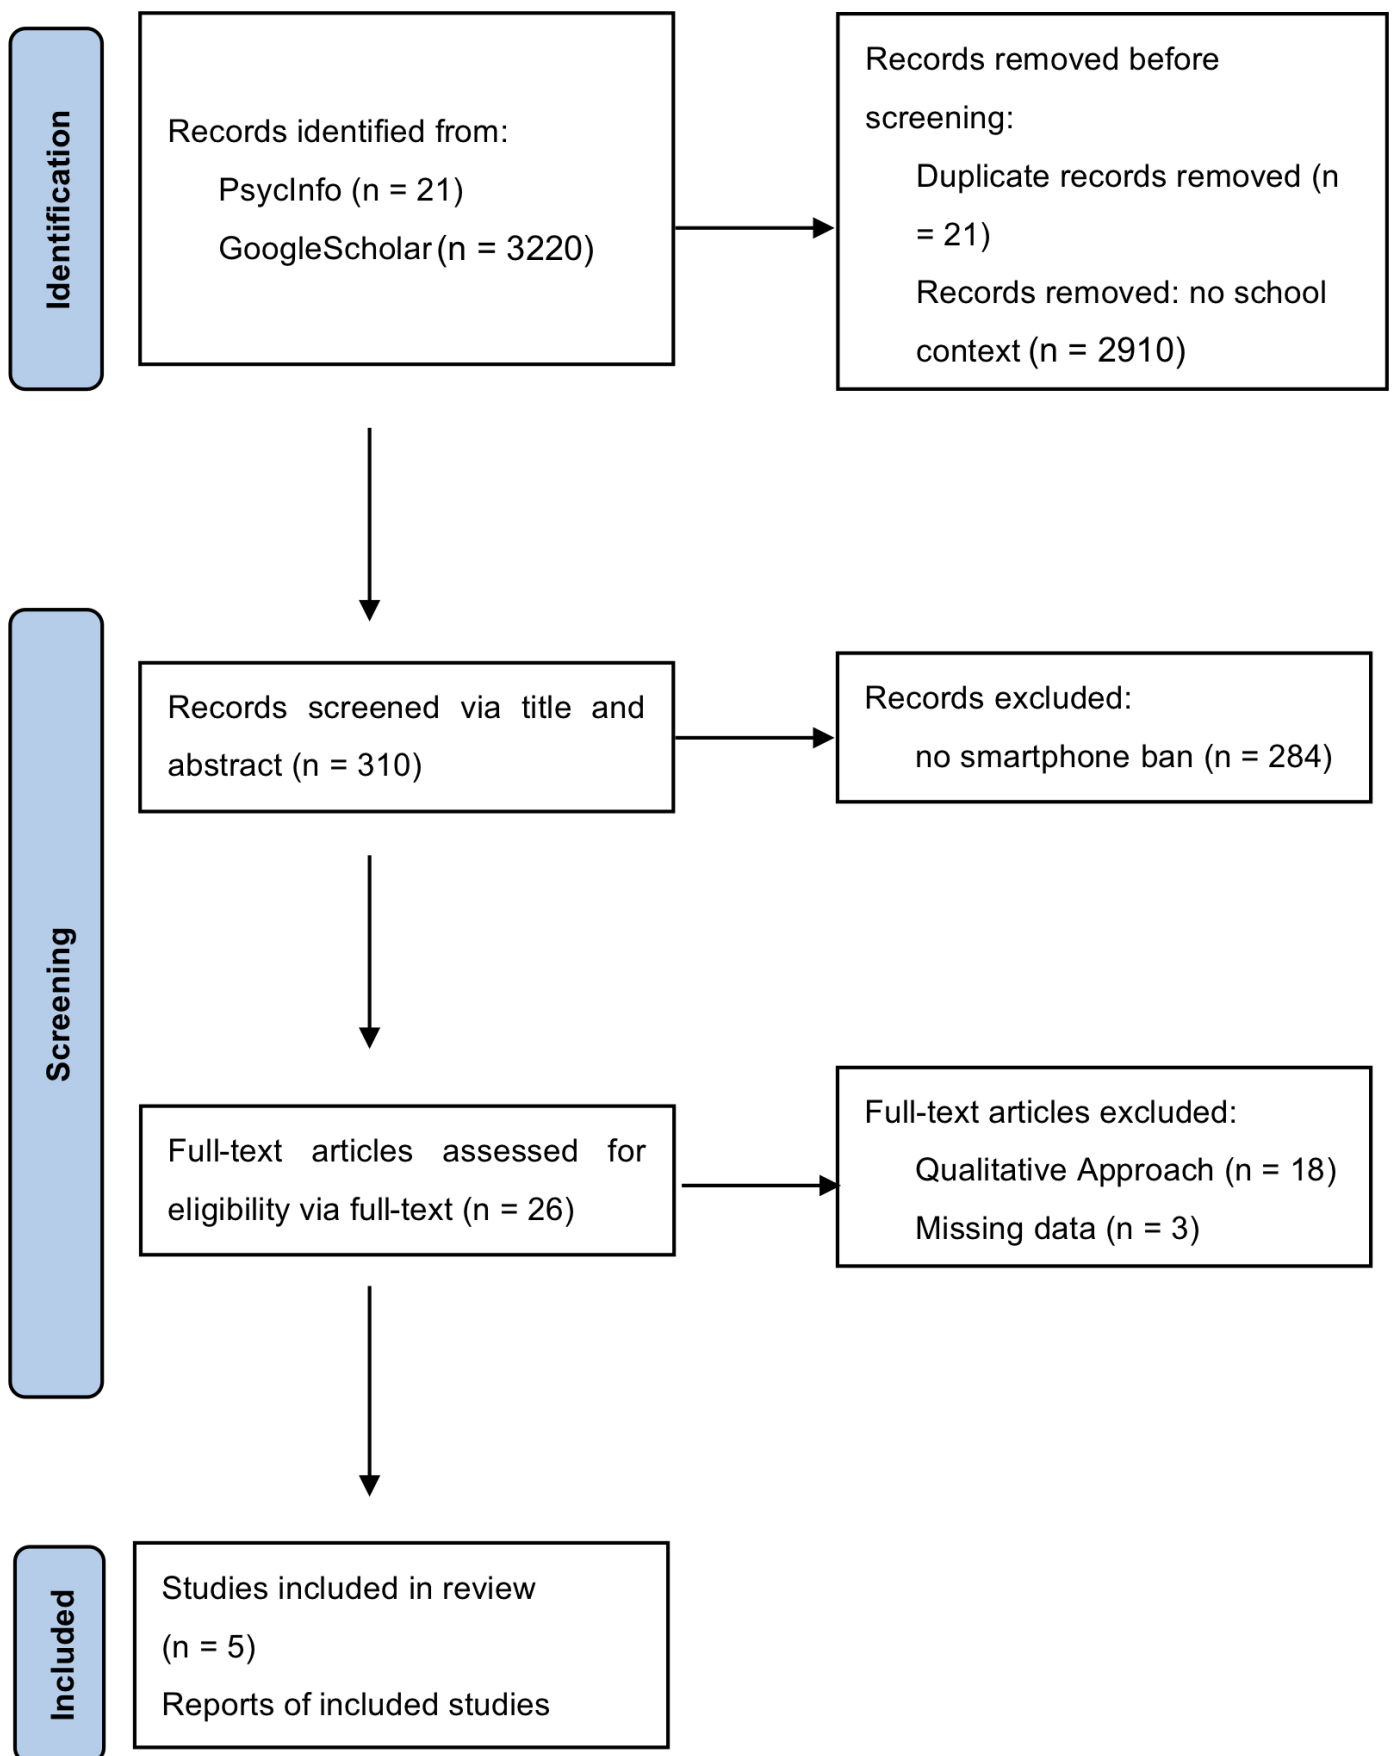 Identification
Records identified from:
PsycInfo (n = 21)
GoogleScholar (n = 3220)
Records removed before
screening:
Duplicate records removed (n
= 21)
Records removed: no school
context (n = 2910)
Screening
Records screened via title and
abstract (n = 310)
Records excluded:
no smartphone ban (n = 284)
Full-text articles assessed for
eligibility via full-text (n = 26)
Full-text articles excluded:
Qualitative Approach (n = 18)
Missing data (n = 3)
Included
Studies included in review
(n = 5)
Reports of included studies